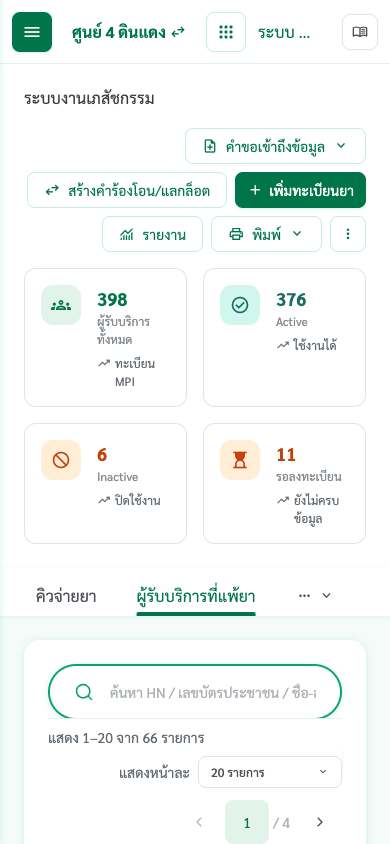 ศูนย์ 4 ดินแดง
ระบบ ...
ระบบงานเภสัชกรรม
คำขอเข้าถึงข้อมูล
สร้างคำร้องโอน/แลกล็อต
เพิ่มทะเบียนยา
รายงาน
พิมพ์
398
ผู้รับบริการ
ทั้งหมด
ทะเบียน
MPI
376
Active
ใช้งานได้
6
Inactive
ปิดใช้งาน
11
รอลงทะเบียน
ยังไม่ครบ
ข้อมูล
คิวจ่ายยา
ผู้รับบริการที่แพ้ยา
ค้นหา HN / เลขบัตรประชาชน / ชื่อ-
แสดง 1–20 จาก 66 รายการ
แสดงหน้าละ
20 รายการ
1
/ 4